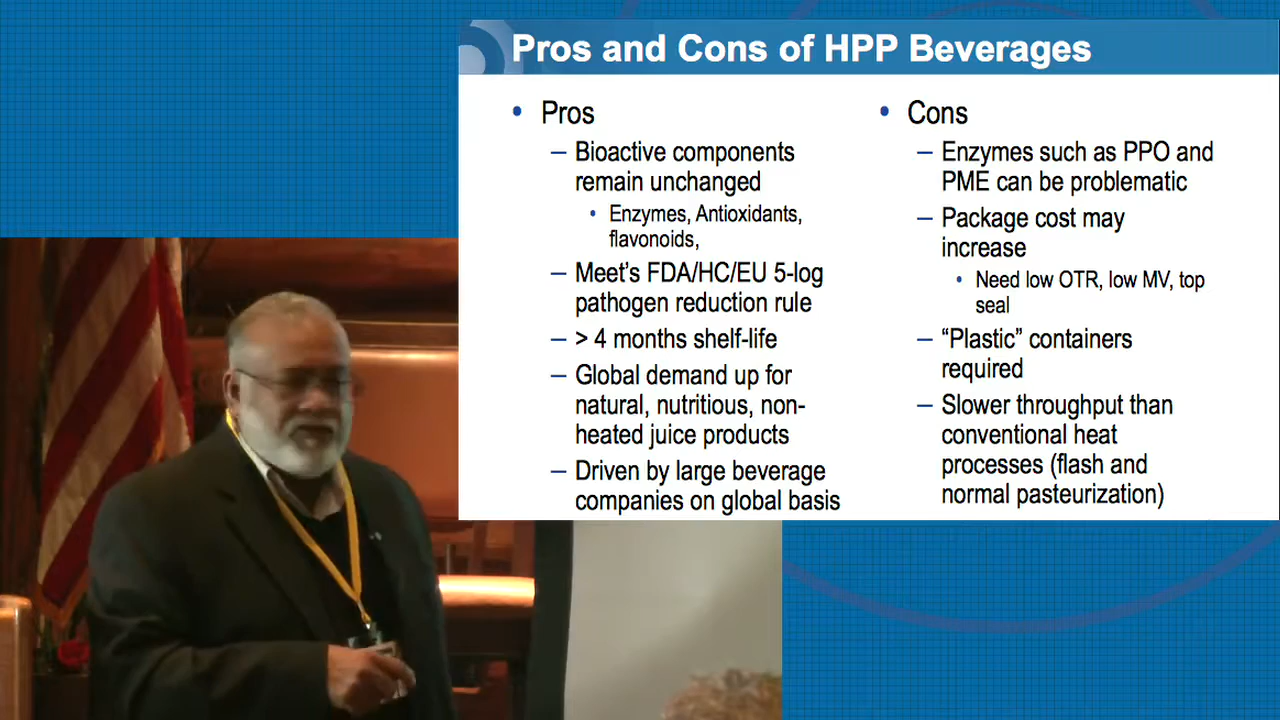 Pros and Cons of HPP Beverages
• Pros
– Bioactive components
remain unchanged
• Enzymes, Antioxidants,
flavonoids,
– Meet's FDA/HC/EU 5-log
pathogen reduction rule
– > 4 months shelf-life
– Global demand up for
natural, nutritious, non-
heated juice products
– Driven by large beverage
companies on global basis
• Cons
– Enzymes such as PPO and
PME can be problematic
– Package cost may
increase
• Need low OTR, low MV, top
seal
– “Plastic” containers
required
– Slower throughput than
conventional heat
processes (flash and
normal pasteurization)